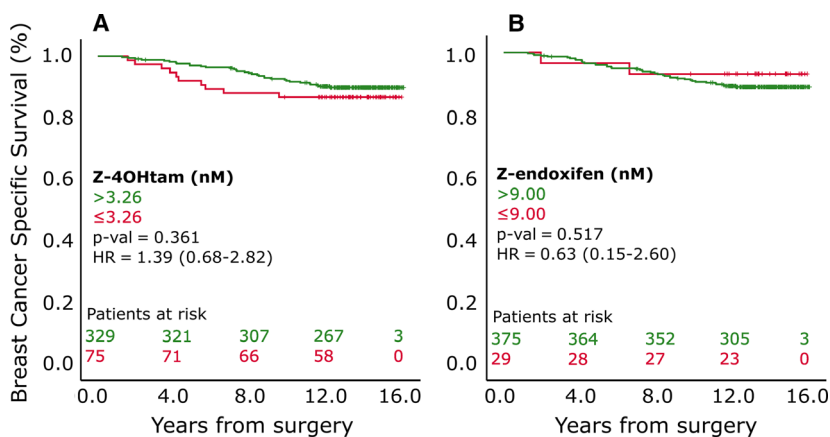 A
Breast Cancer Specific Survival (%)
1.0
0.8
0.6
0.4
0.2
0.0
Z-4OHtam (nM)
>3.26
≤3.26
p-val = 0.361
HR = 1.39 (0.68-2.82)
Patients at risk
329 321 307 267 3
75 71 66 58 0
0.0 4.0 8.0 12.0 16.0
Years from surgery
B
1.0
0.8
0.6
0.4
0.2
0.0
Z-endoxifen (nM)
>9.00
≤9.00
p-val = 0.517
HR = 0.63 (0.15-2.60)
Patients at risk
375 364 352 305 3
29 28 27 23 0
0.0 4.0 8.0 12.0 16.0
Years from surgery